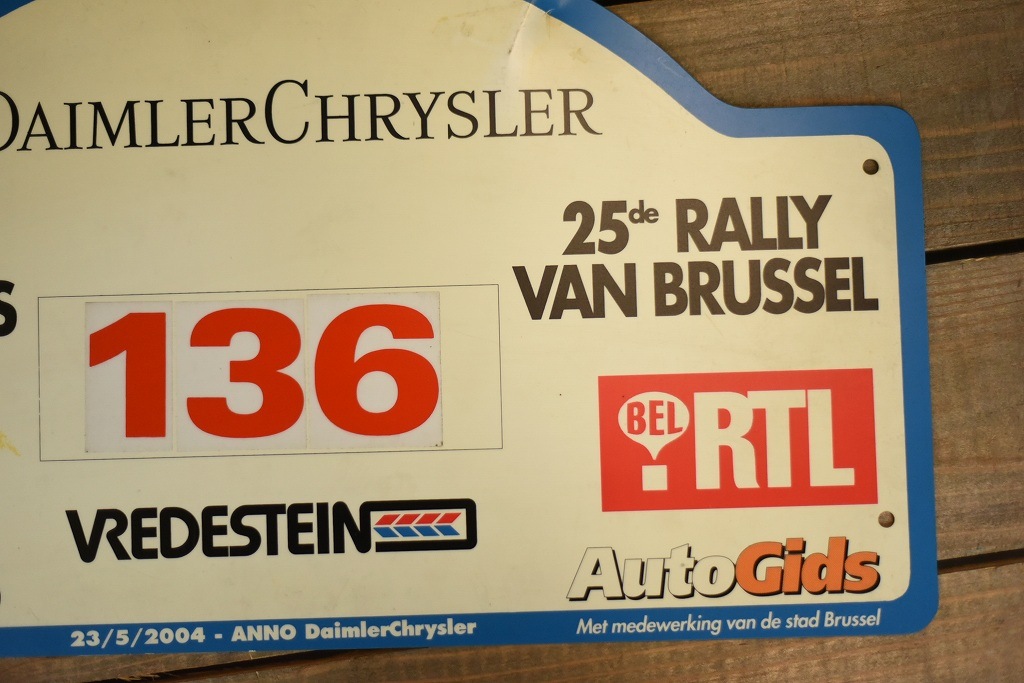 DAIMLERCHRYSLER
25de RALLY
VAN BRUSSEL
136
BEL
RTL
VREDESTEIN
AutoGids
23/5/2004 - ANNO DaimlerChrysler
Met medewerking van de stad Brussel